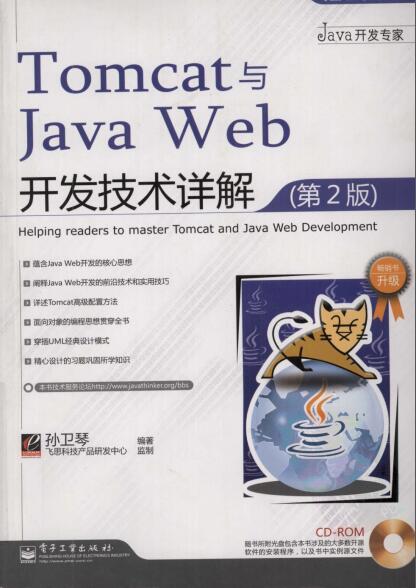 Java开发专家
Tomcat与
Java Web
开发技术详解
(第2版)
Helping readers to master Tomcat and Java Web Development
蕴含Java Web开发的核心思想
阐释Java Web开发的前沿技术和实用技巧
详述Tomcat高级配置方法
面向对象的编程思想贯穿全书
穿插UML经典设计模式
精心设计的习题巩固所学知识
本书技术服务论坛http://www.javathinker.org/bbs
畅销书
升级
孙卫琴 编著
飞思科技产品研发中心 监制
CD-ROM
随书所附光盘包含本书涉及的大多数开源
软件的安装程序,以及书中实例源文件
电子工业出版社
PUBLISHING HOUSE OF ELECTRONICS INDUSTRY